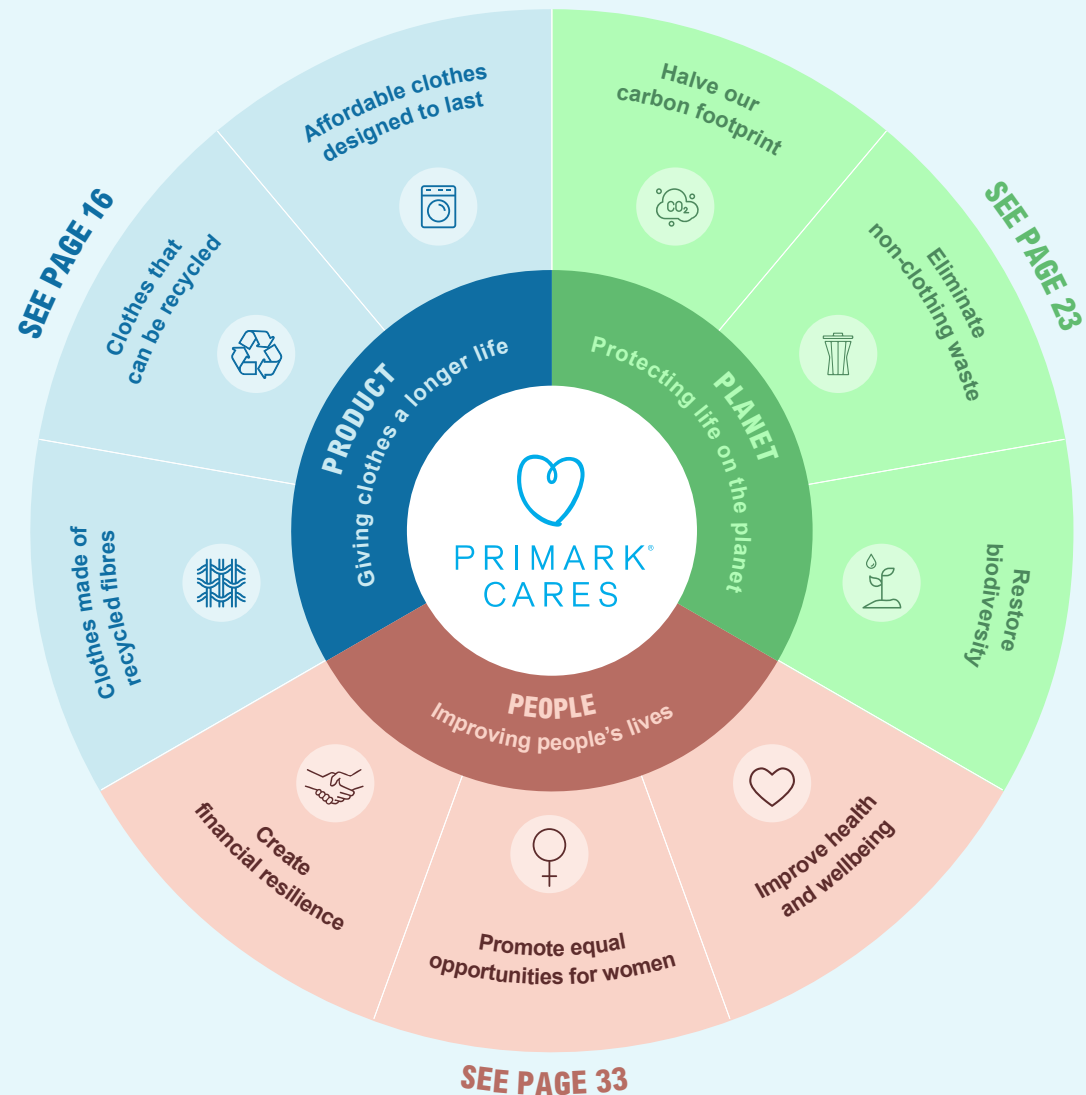 PRIMARK®
CARES
PRODUCT
Giving clothes a longer life
SEE PAGE 16
Clothes made of
recycled fibres
Clothes that
can be recycled
Affordable clothes
designed to last
PLANET
Protecting life on the planet
SEE PAGE 23
Halve our
carbon footprint
CO₂
Eliminate
non-clothing waste
Restore
biodiversity
PEOPLE
Improving people's lives
Improve health
and wellbeing
Promote equal
opportunities for women
Create
financial resilience
SEE PAGE 33